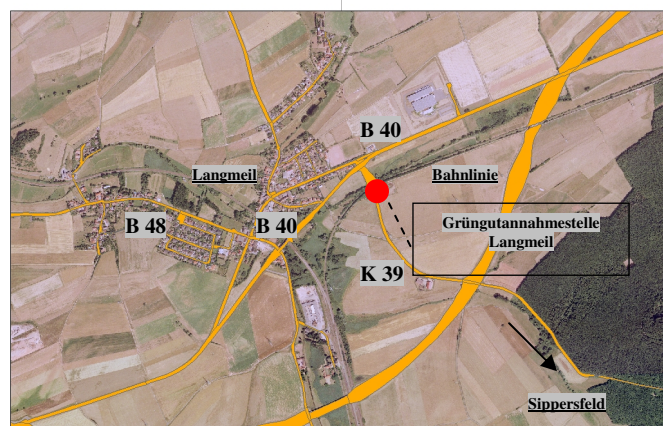 B 40
Langmeil
Bahnlinie
B 48
B 40
Grüngutannahmestelle
Langmeil
K 39
Sippersfeld